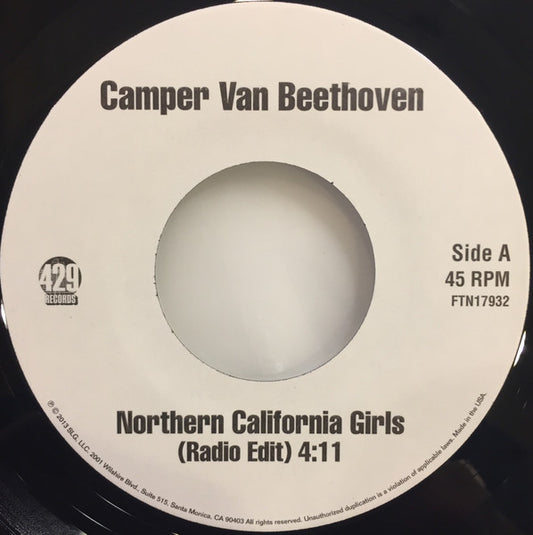 Camper Van Beethoven
429
RECORDS
Side A
45 RPM
FTN17932
Northern California Girls
(Radio Edit) 4:11
℗ © 2013 SLG, LLC. 2001 Wilshire Blvd., Suite 515, Santa Monica, CA 90403 All rights reserved. Unauthorized duplication is a violation of applicable laws. Made in the USA.